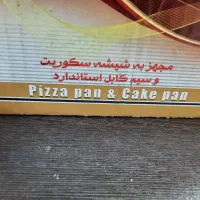 مجهز به شیشه سکوریت
و سیم کابل استاندارد
Pizza pan & Cake pan